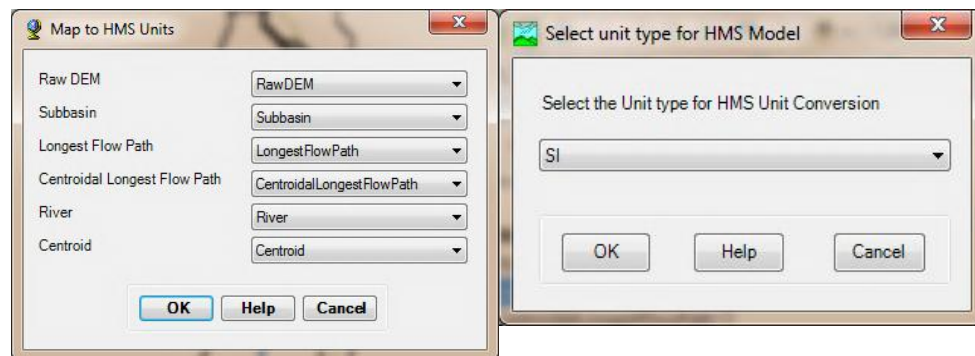 Map to HMS Units
Raw DEM RawDEM
Subbasin Subbasin
Longest Flow Path LongestFlowPath
Centroidal Longest Flow Path CentroidalLongestFlowPath
River River
Centroid Centroid
OK Help Cancel
Select unit type for HMS Model
Select the Unit type for HMS Unit Conversion
SI
OK Help Cancel